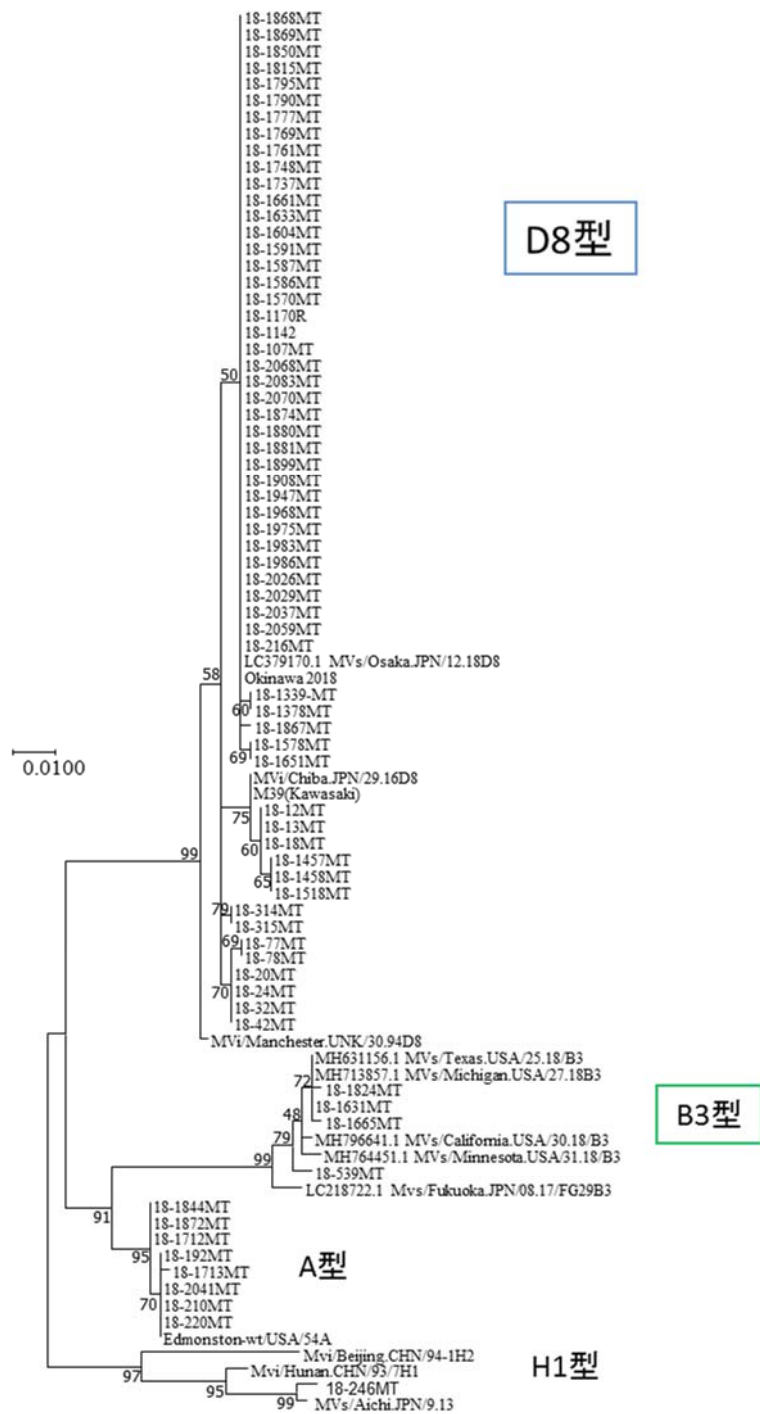 18-1868MT
18-1869MT
18-1850MT
18-1815MT
18-1795MT
18-1790MT
18-1777MT
18-1769MT
18-1761MT
18-1748MT
18-1737MT
18-1661MT
18-1633MT
18-1604MT
18-1591MT
18-1587MT
18-1586MT
18-1570MT
18-1170R
18-1142
18-107MT
18-2068MT
50
18-2083MT
18-2070MT
18-1874MT
18-1880MT
18-1881MT
18-1899MT
18-1908MT
18-1947MT
18-1968MT
18-1975MT
18-1983MT
18-1986MT
18-2026MT
18-2029MT
18-2037MT
18-2059MT
18-216MT
LC379170.1 MVs/Osaka.JPN/12.18D8
58
Okinawa 2018
18-1339-MT
60
18-1378MT
18-1867MT
18-1578MT
69
18-1651MT
0.0100
MVi/Chiba.JPN/29.16D8
M39(Kawasaki)
18-12MT
75
18-13MT
18-18MT
60
99
18-1457MT
18-1458MT
65
18-1518MT
79
18-314MT
18-315MT
69
18-77MT
18-78MT
18-20MT
70
18-24MT
18-32MT
18-42MT
MVi/Manchester.UNK/30.94D8
D8型
MH631156.1 MVs/Texas.USA/25.18/B3
MH713857.1 MVs/Michigan.USA/27.18B3
72
18-1824MT
18-1631MT
48
18-1665MT
79
MH796641.1 MVs/California.USA/30.18/B3
MH764451.1 MVs/Minnesota.USA/31.18/B3
99
18-539MT
LC218722.1 Mvs/Fukuoka.JPN/08.17/FG29B3
B3型
91
18-1844MT
18-1872MT
18-1712MT
95
18-192MT
18-1713MT
18-2041MT
70
18-210MT
18-220MT
Edmonston-wt/USA/54A
A型
Mvi/Beijing.CHN/94-1H2
97
Mvi/Hunan.CHN/93/7H1
95
18-246MT
99
MVs/Aichi.JPN/9.13
H1型